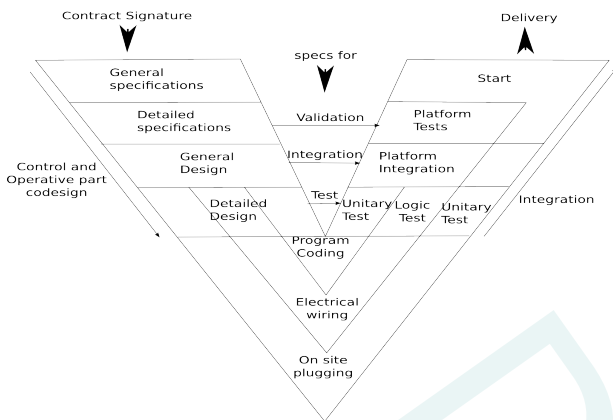 Contract Signature
Delivery
specs for
General
specifications
Start
Detailed
specifications
Validation
Platform
Tests
General
Design
Integration
Platform
Integration
Control and
Operative part
codesign
Detailed
Design
Test
Unitary
Test
Logic
Test
Unitary
Test
Integration
Program
Coding
Electrical
wiring
On site
plugging